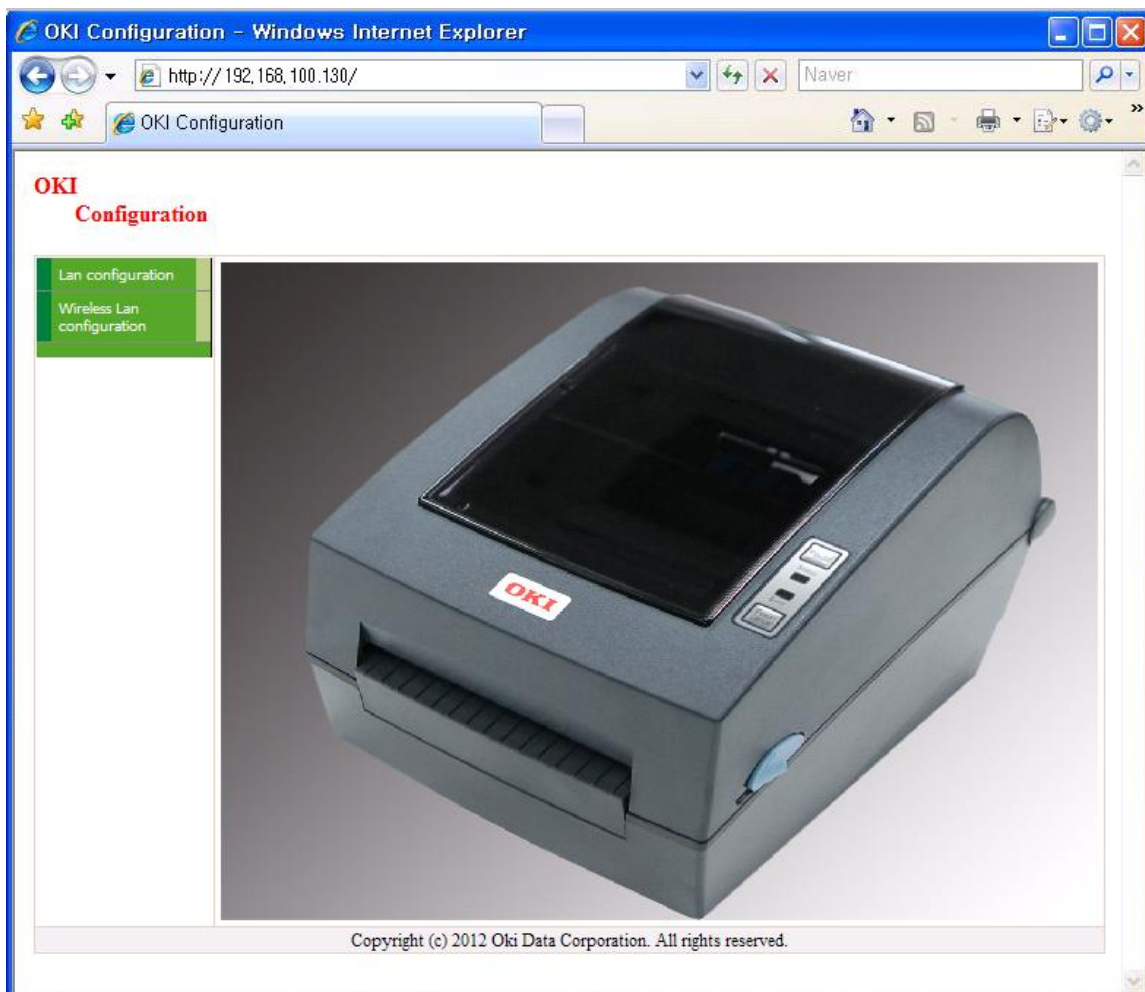 OKI Configuration - Windows Internet Explorer
http://192,168,100,130/
Naver
OKI Configuration
OKI
Configuration
Lan configuration
Wireless Lan
configuration
OKI
Copyright (c) 2012 Oki Data Corporation. All rights reserved.